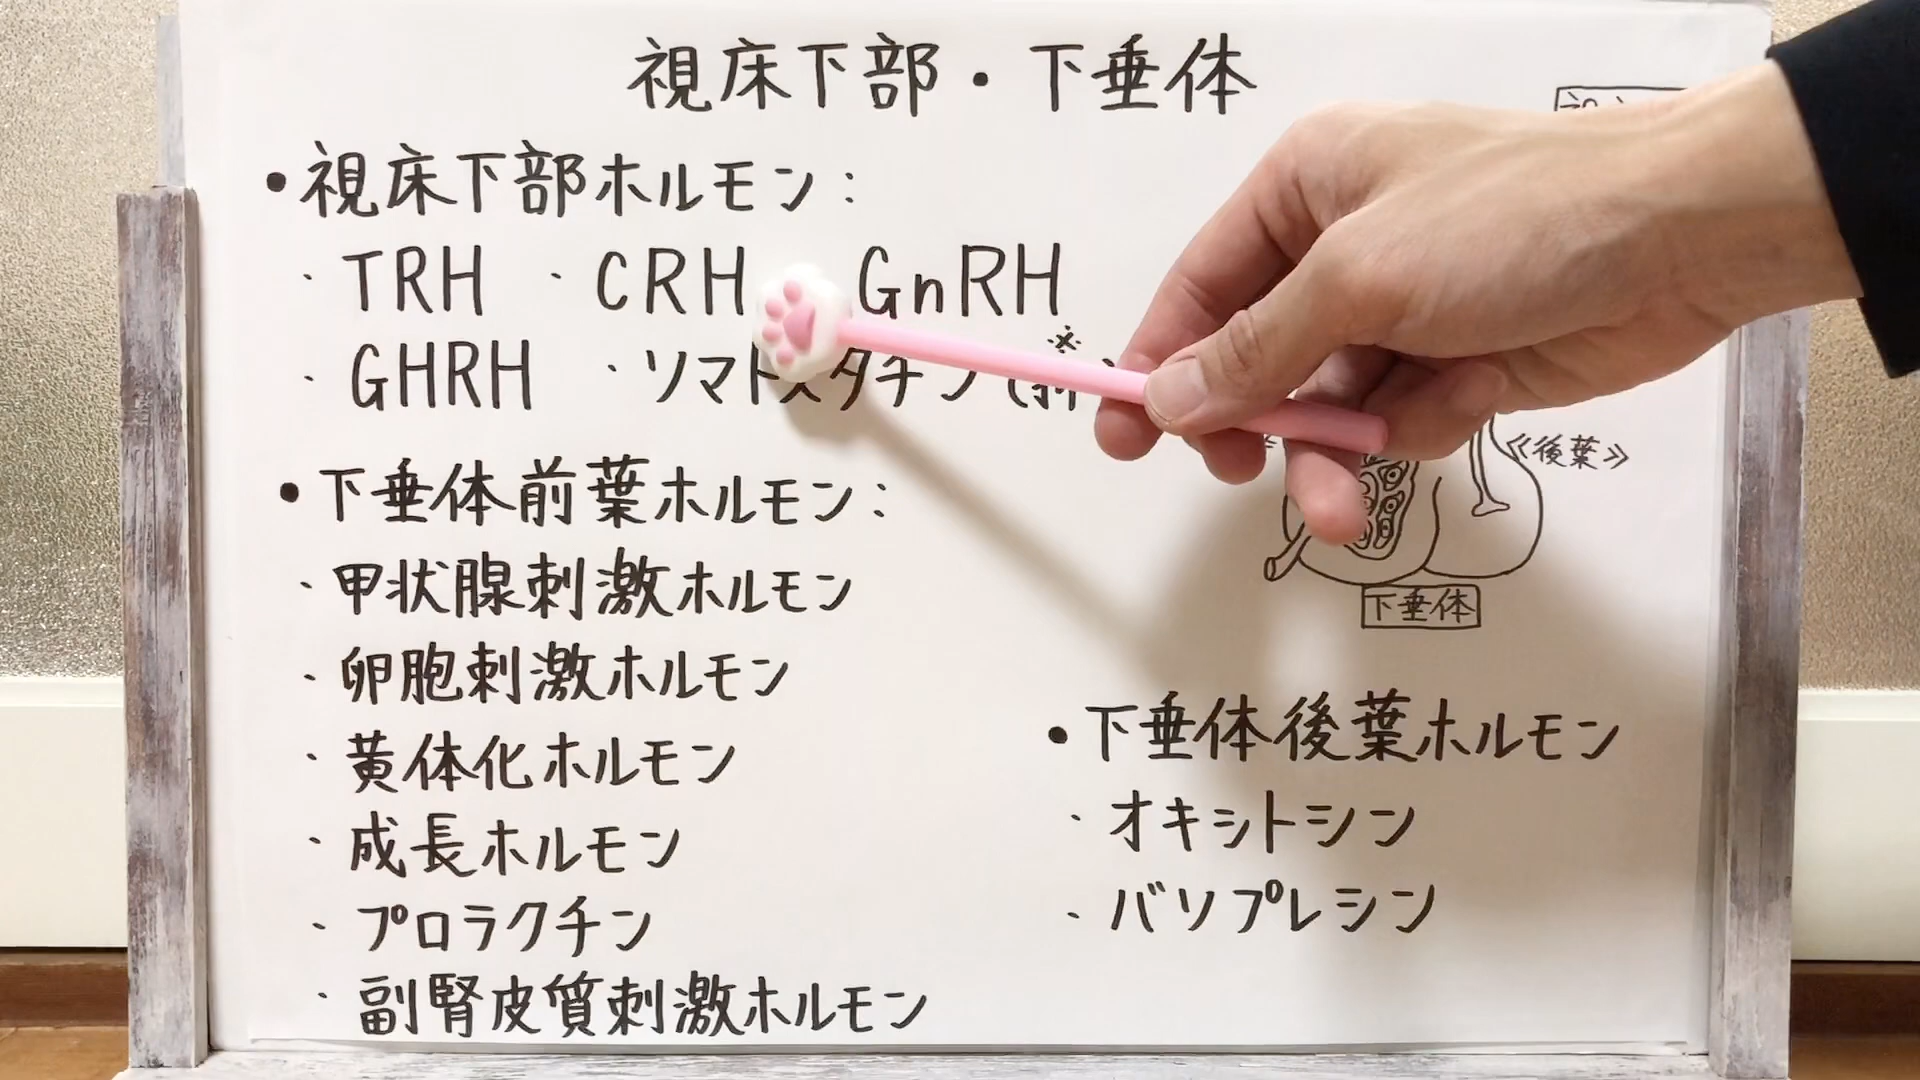 視床下部・下垂体
・視床下部ホルモン:
・TRH ・CRH GnRH
・GHRH ・ソマトスタチン
・下垂体前葉ホルモン:
・甲状腺刺激ホルモン
・卵胞刺激ホルモン
・黄体化ホルモン
・成長ホルモン
・プロラクチン
・副腎皮質刺激ホルモン
《後葉》
下垂体
・下垂体後葉ホルモン
・オキシトシン
・バソプレシン